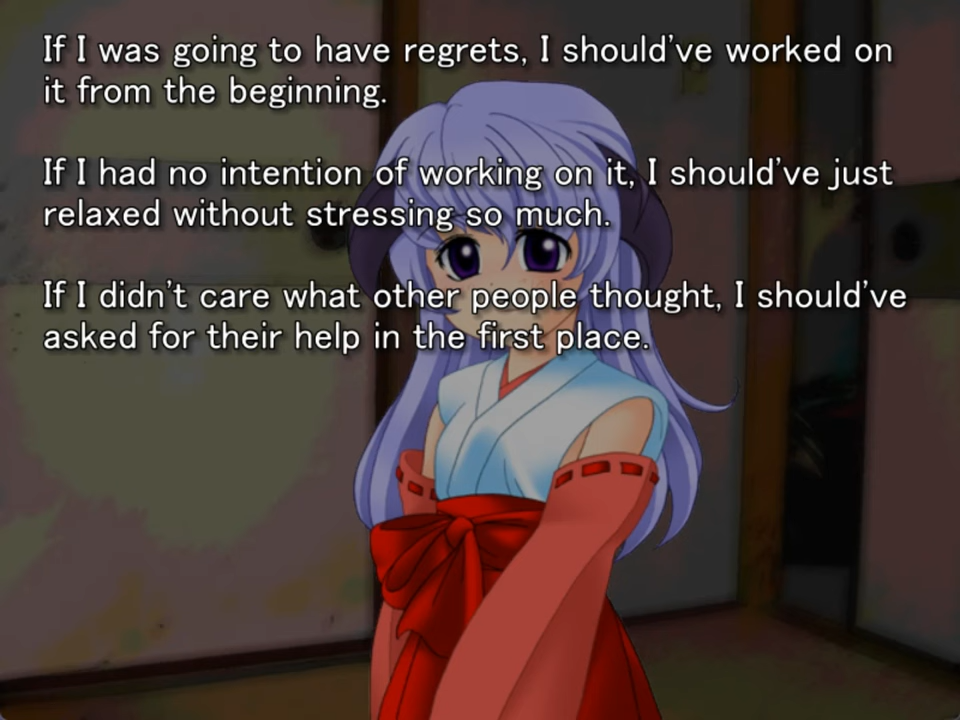 If I was going to have regrets, I should've worked on
it from the beginning.
If I had no intention of working on it, I should've just
relaxed without stressing so much.
If I didn't care what other people thought, I should've
asked for their help in the first place.